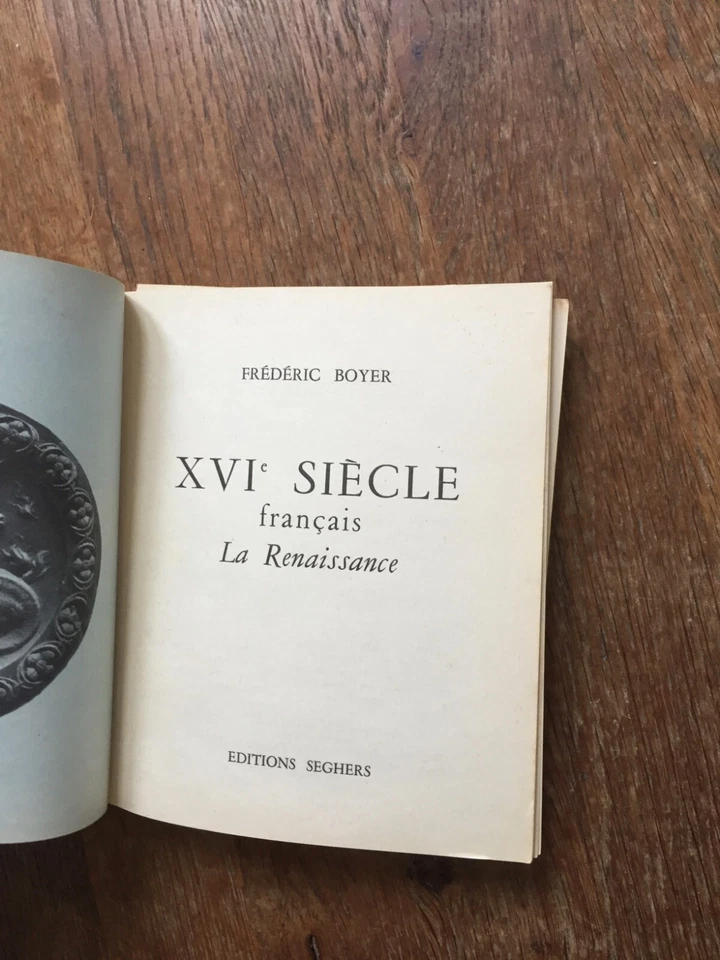 FRÉDÉRIC BOYER
XVIe SIÈCLE
français
La Renaissance
EDITIONS SEGHERS